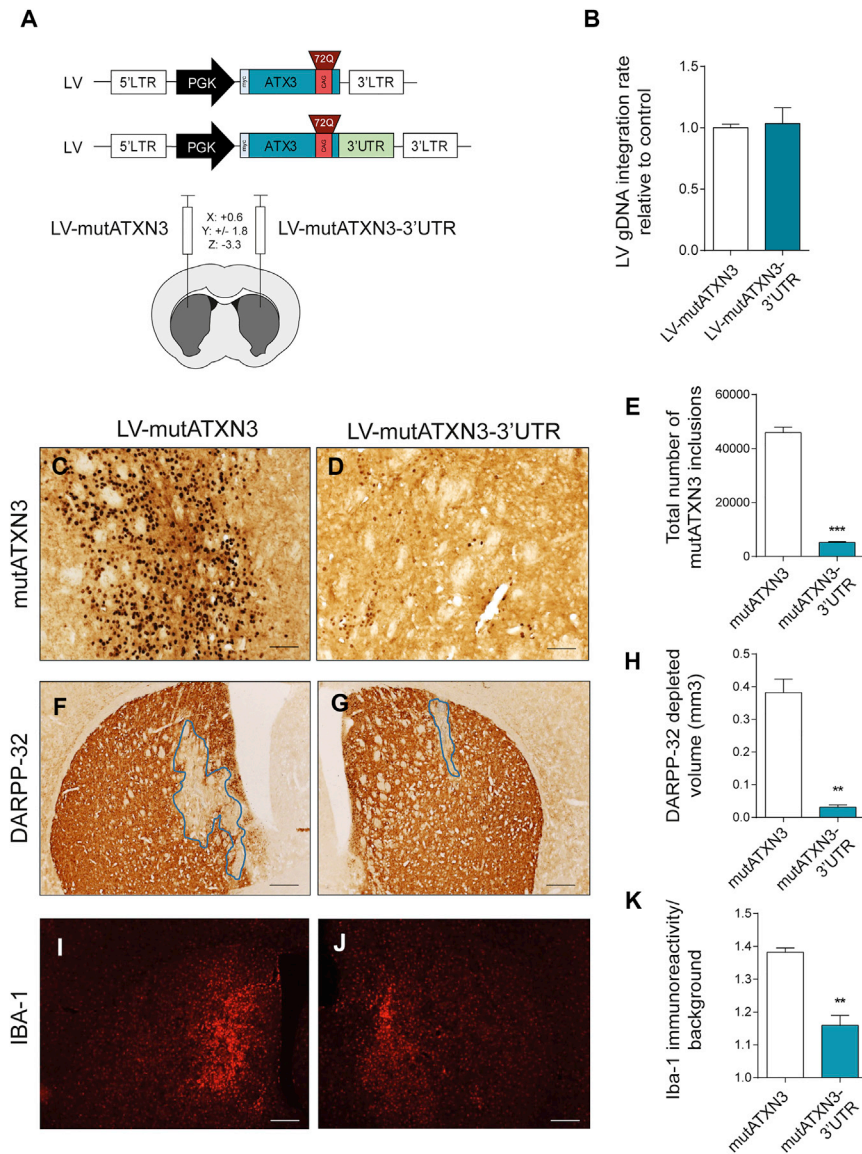 A
LV
5'LTR
PGK
myc
ATX3
72Q
CAG
3'LTR
LV
5'LTR
PGK
myc
ATX3
72Q
CAG
3'UTR
3'LTR
LV-mutATXN3
X: +0.6
Y: +/- 1.8
Z: -3.3
LV-mutATXN3-3'UTR
B
LV gDNA integration rate
relative to control
1.5
1.0
0.5
0.0
LV-mutATXN3
LV-mutATXN3-
3'UTR
LV-mutATXN3
LV-mutATXN3-3'UTR
mutATXN3
C
D
E
Total number of
mutATXN3 inclusions
60000
40000
20000
0
***
mutATXN3
mutATXN3-
3'UTR
DARPP-32
F
G
H
DARPP-32 depleted
volume (mm3)
0.4
0.3
0.2
0.1
0.0
**
mutATXN3
mutATXN3-
3'UTR
IBA-1
I
J
K
Iba-1 immunoreactivity/
background
1.5
1.4
1.3
1.2
1.1
1.0
**
mutATXN3
mutATXN3-
3'UTR